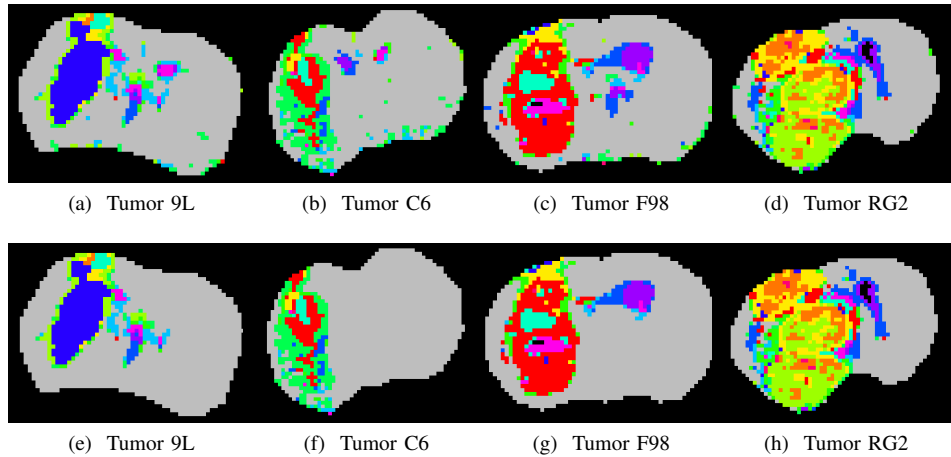 (a) Tumor 9L
(b) Tumor C6
(c) Tumor F98
(d) Tumor RG2
(e) Tumor 9L
(f) Tumor C6
(g) Tumor F98
(h) Tumor RG2